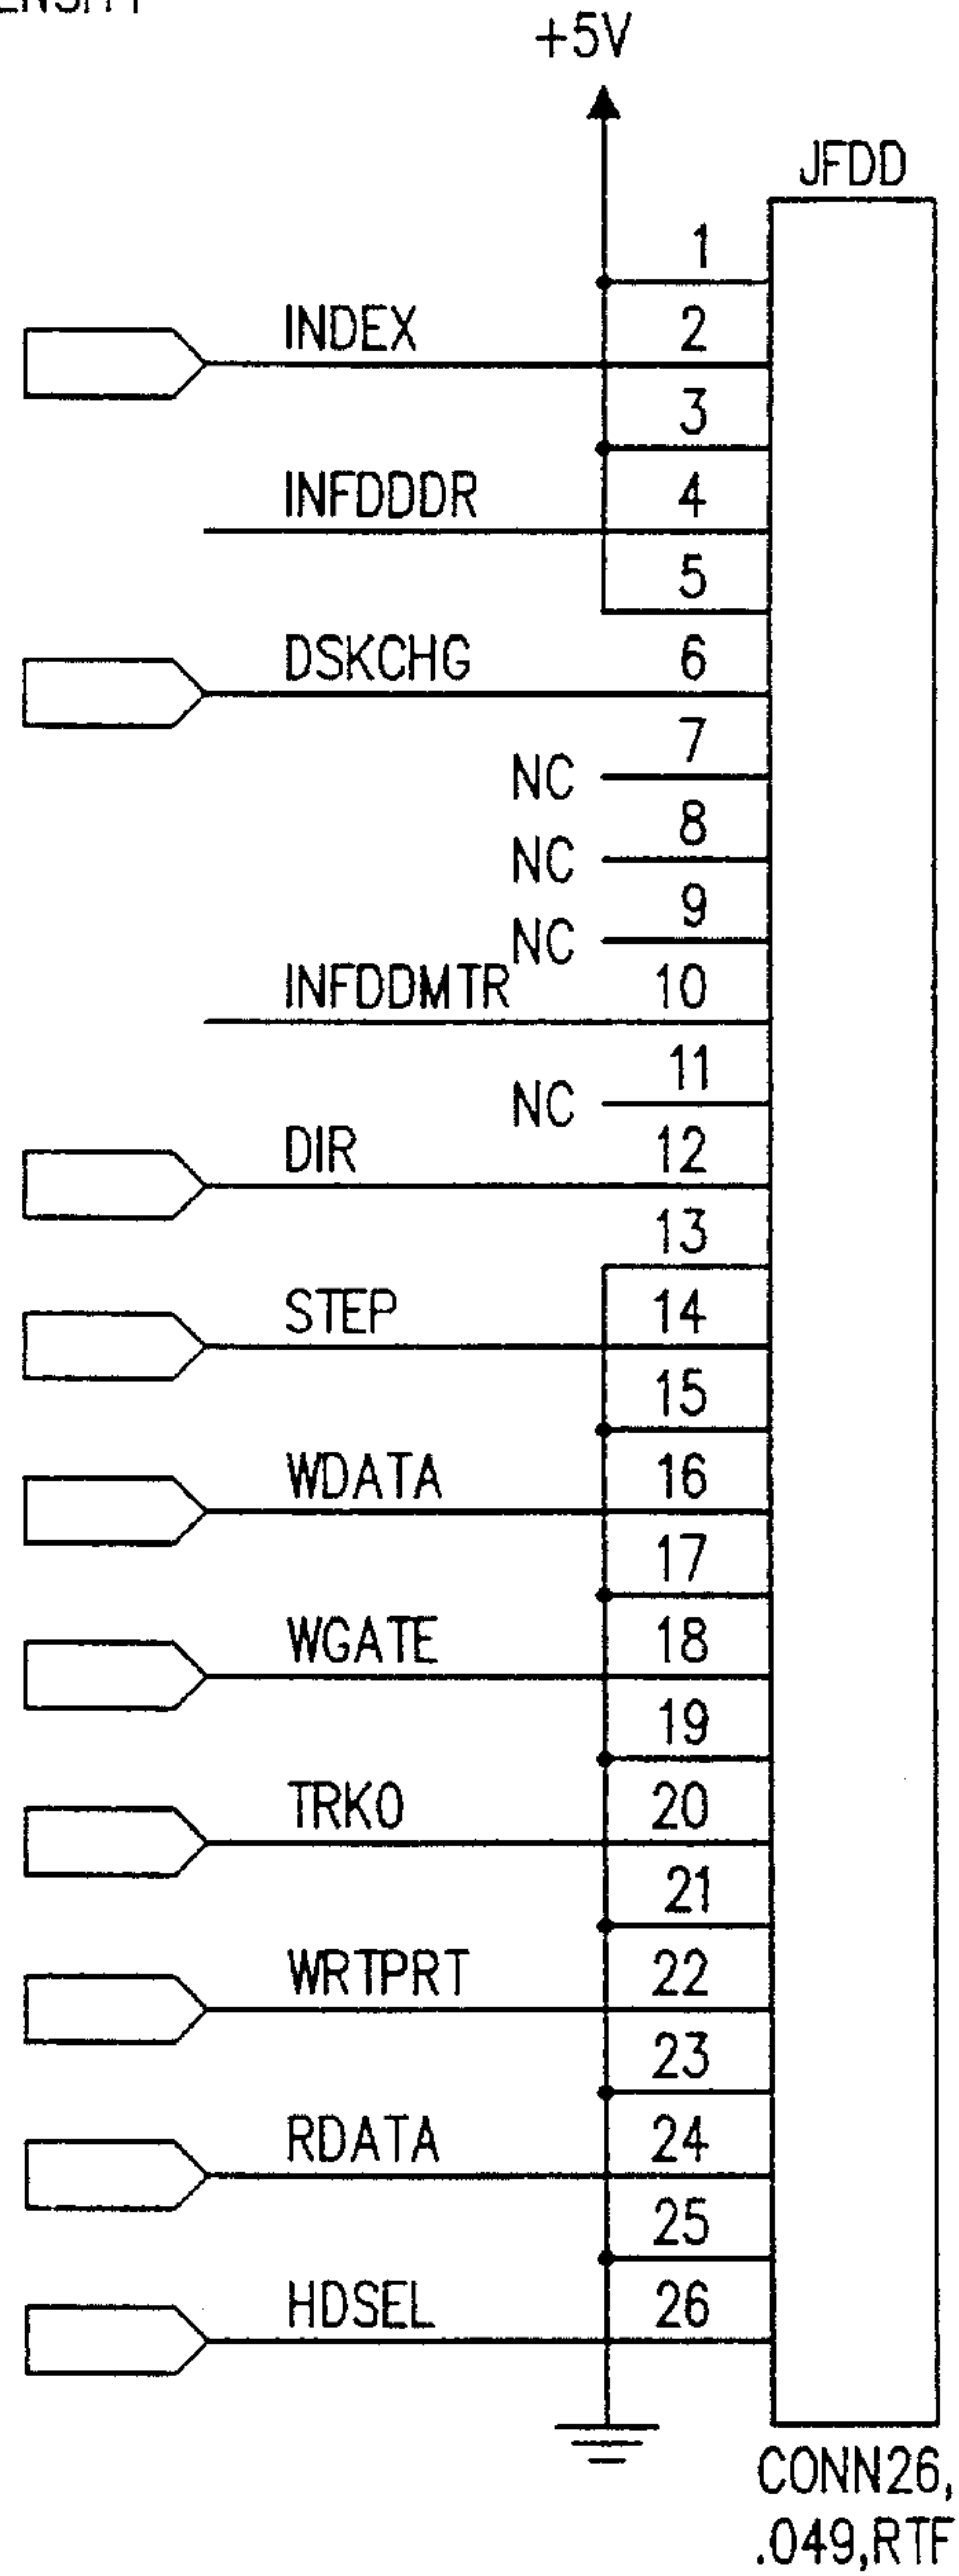 +5V
JFDD
1
INDEX 2
3
INFDDDR 4
5
DSKCHG 6
7
NC
8
NC
9
NC
INFDDMTR 10
11
NC
DIR 12
13
STEP 14
15
WDATA 16
17
WGATE 18
19
TRK0 20
21
WRTPRT 22
23
RDATA 24
25
HDSEL 26
CONN26,
.049,RTF